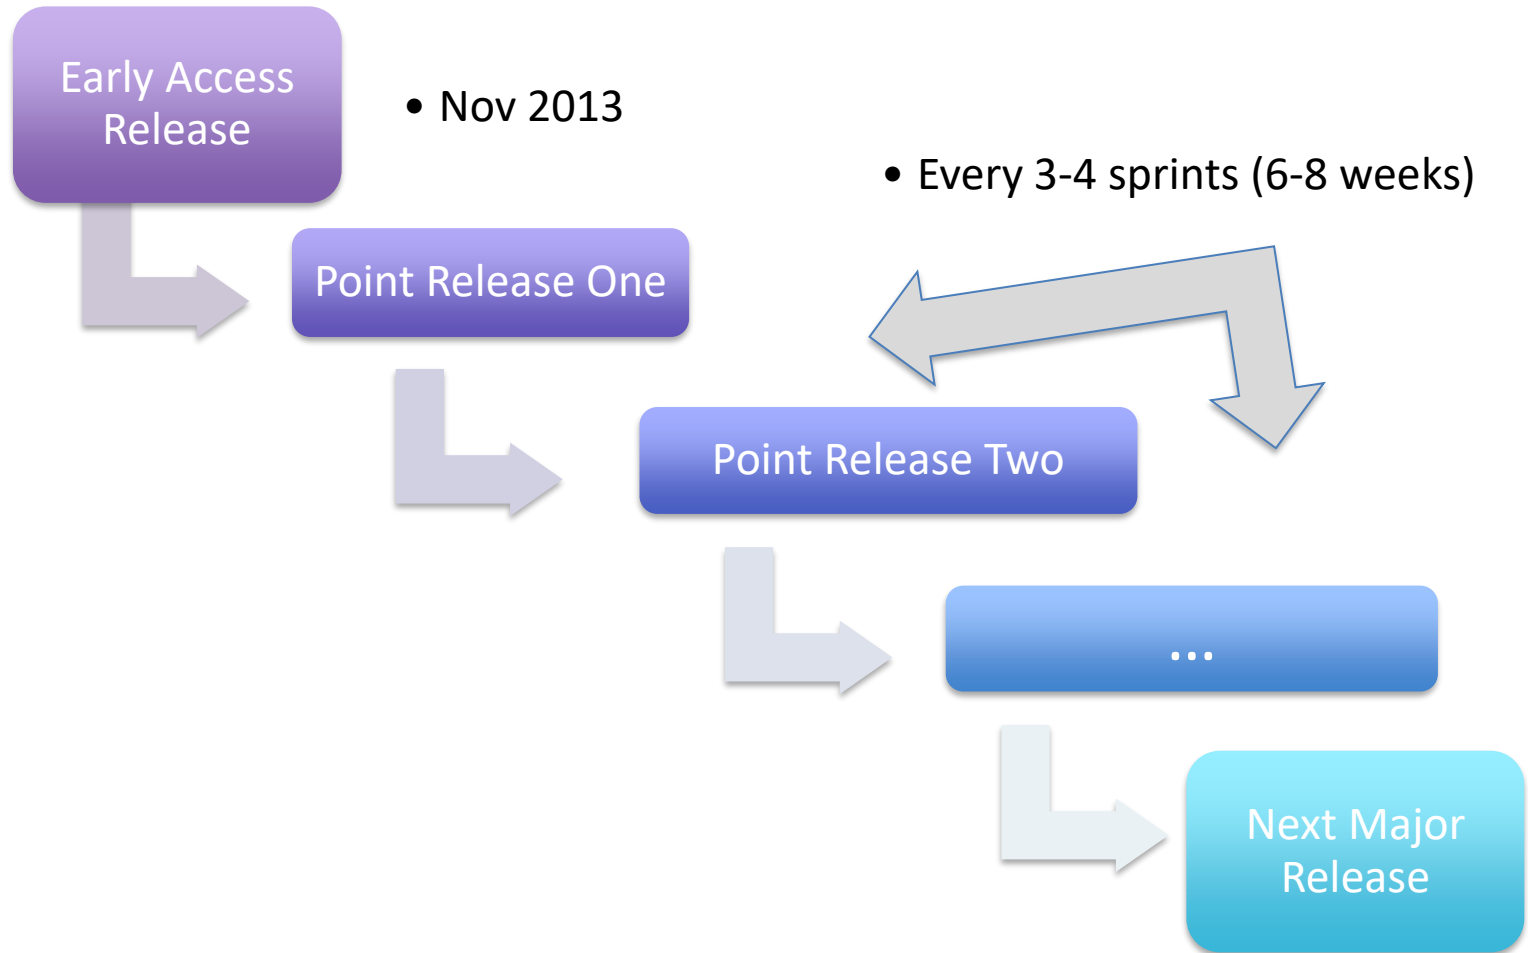 Early Access
Release
• Nov 2013
• Every 3-4 sprints (6-8 weeks)
Point Release One
Point Release Two
...
Next Major
Release